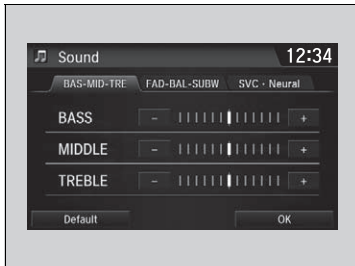 Sound 12:34
BAS-MID-TRE FAD-BAL-SUBW SVC · Neural
BASS - +
MIDDLE - +
TREBLE - +
Default OK